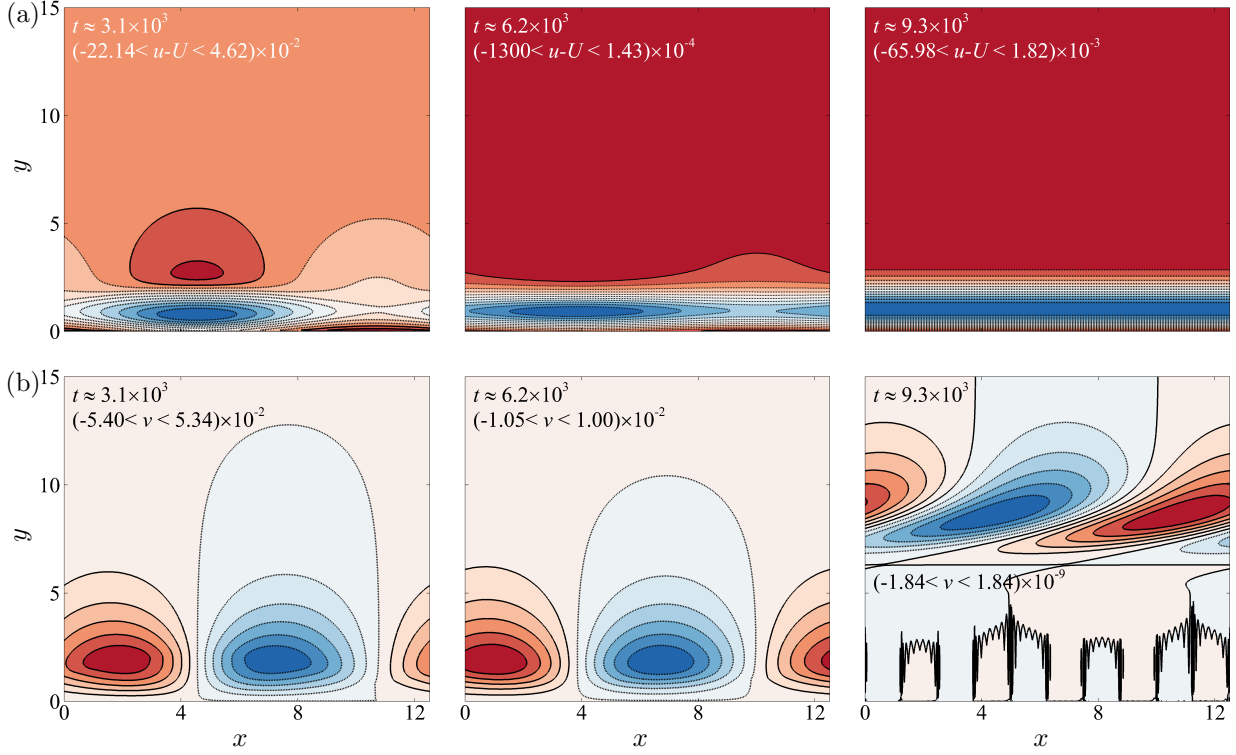 (a)
t ≈ 3.1×10³
(-22.14< u-U < 4.62)×10⁻²
t ≈ 6.2×10³
(-1300< u-U < 1.43)×10⁻⁴
t ≈ 9.3×10³
(-65.98< u-U < 1.82)×10⁻³
15
10
5
0
y
(b)
t ≈ 3.1×10³
(-5.40< v < 5.34)×10⁻²
t ≈ 6.2×10³
(-1.05< v < 1.00)×10⁻²
t ≈ 9.3×10³
(-1.84< v < 1.84)×10⁻⁹
15
10
5
0
y
0 4 8 12
0 4 8 12
0 4 8 12
x
x
x